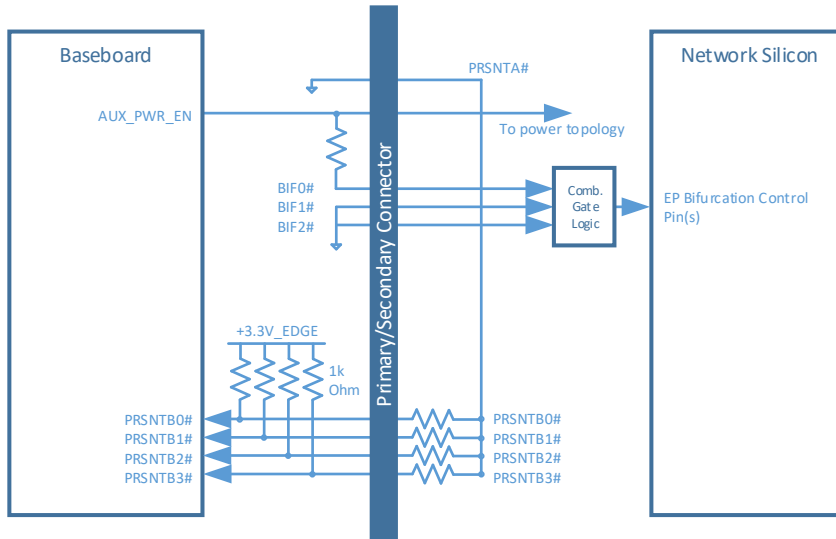 Baseboard
Network Silicon
PRSNTA#
AUX_PWR_EN
To power topology
Primary/Secondary Connector
BIF0#
BIF1#
BIF2#
Comb.
Gate
Logic
EP Bifurcation Control
Pin(s)
+3.3V_EDGE
1k
Ohm
PRSNTB0#
PRSNTB1#
PRSNTB2#
PRSNTB3#
PRSNTB0#
PRSNTB1#
PRSNTB2#
PRSNTB3#